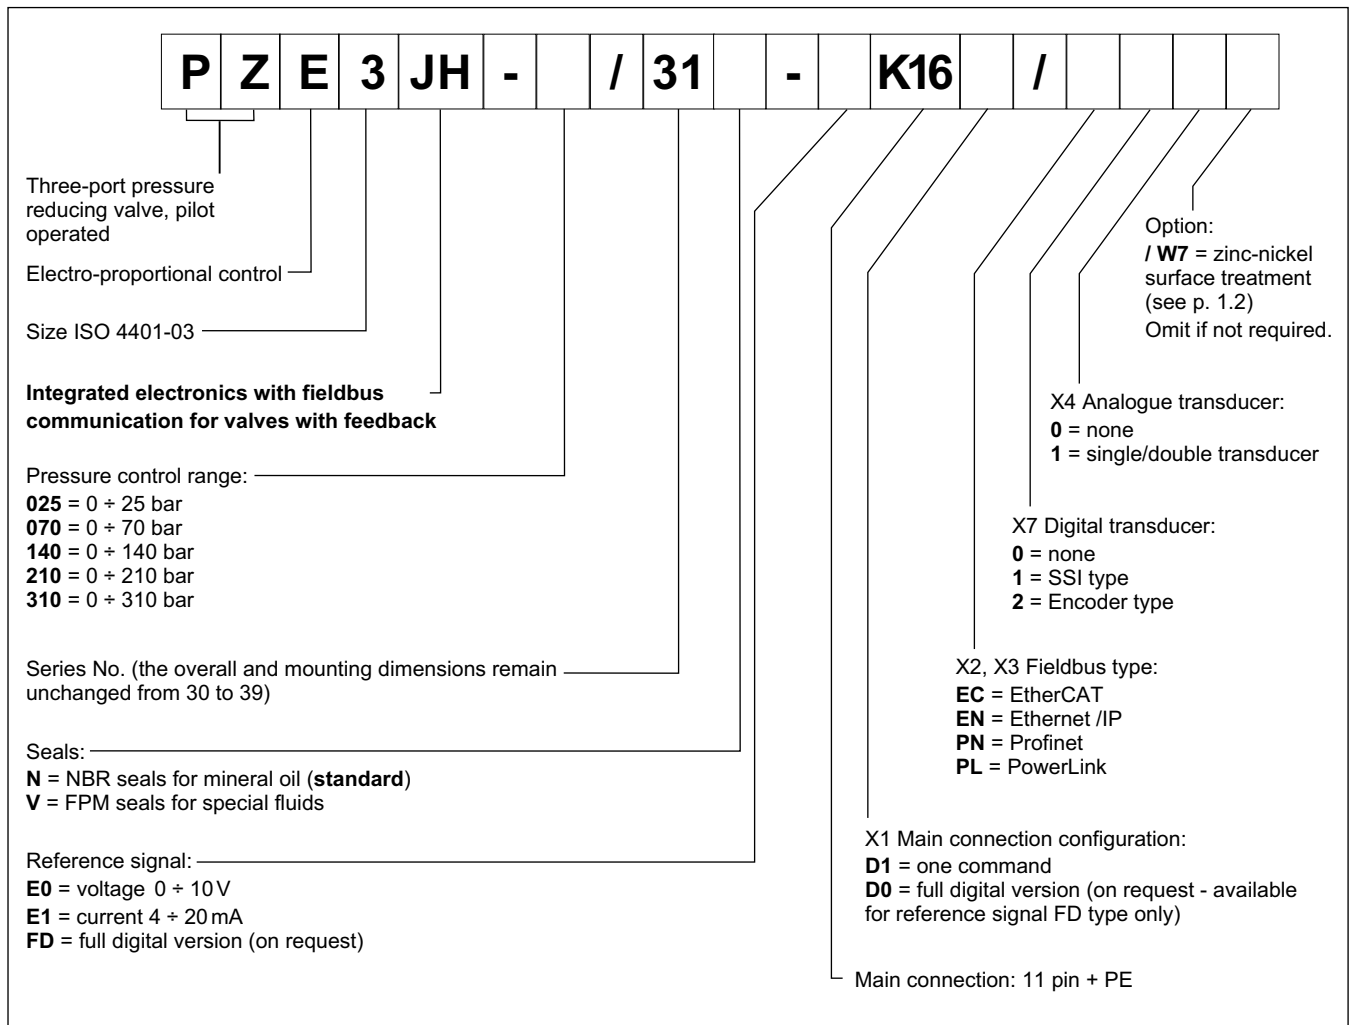 P Z E 3 JH - / 31 - K16 /
Three-port pressure
reducing valve, pilot
operated
Electro-proportional control
Size ISO 4401-03
Integrated electronics with fieldbus
communication for valves with feedback
Pressure control range:
025 = 0 ÷ 25 bar
070 = 0 ÷ 70 bar
140 = 0 ÷ 140 bar
210 = 0 ÷ 210 bar
310 = 0 ÷ 310 bar
Series No. (the overall and mounting dimensions remain
unchanged from 30 to 39)
Seals:
N = NBR seals for mineral oil (standard)
V = FPM seals for special fluids
Reference signal:
E0 = voltage 0 ÷ 10 V
E1 = current 4 ÷ 20 mA
FD = full digital version (on request)
Option:
/ W7 = zinc-nickel
surface treatment
(see p. 1.2)
Omit if not required.
X4 Analogue transducer:
0 = none
1 = single/double transducer
X7 Digital transducer:
0 = none
1 = SSI type
2 = Encoder type
X2, X3 Fieldbus type:
EC = EtherCAT
EN = Ethernet /IP
PN = Profinet
PL = PowerLink
X1 Main connection configuration:
D1 = one command
D0 = full digital version (on request - available
for reference signal FD type only)
Main connection: 11 pin + PE